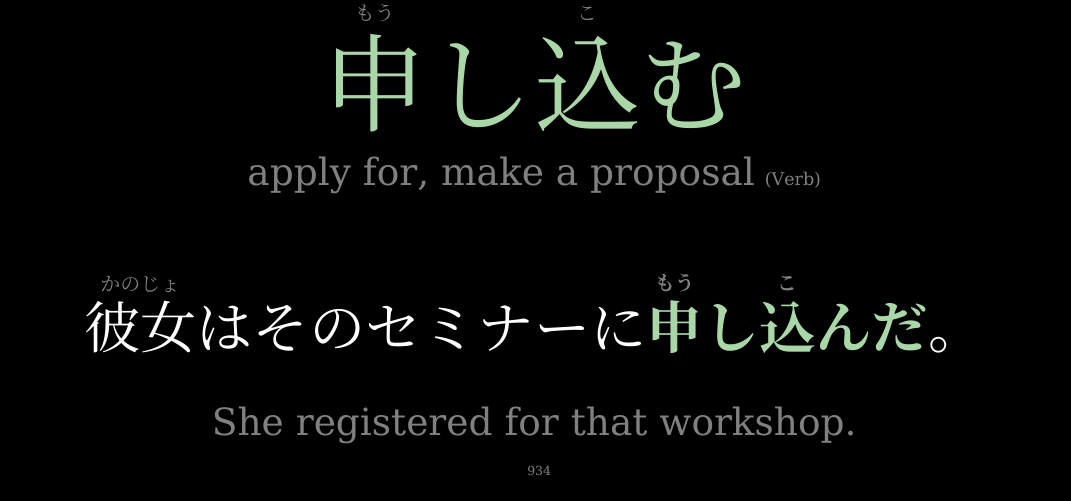 もう こ
申し込む
apply for, make a proposal (Verb)
かのじょ もう こ
彼女はそのセミナーに申し込んだ。
She registered for that workshop.
934